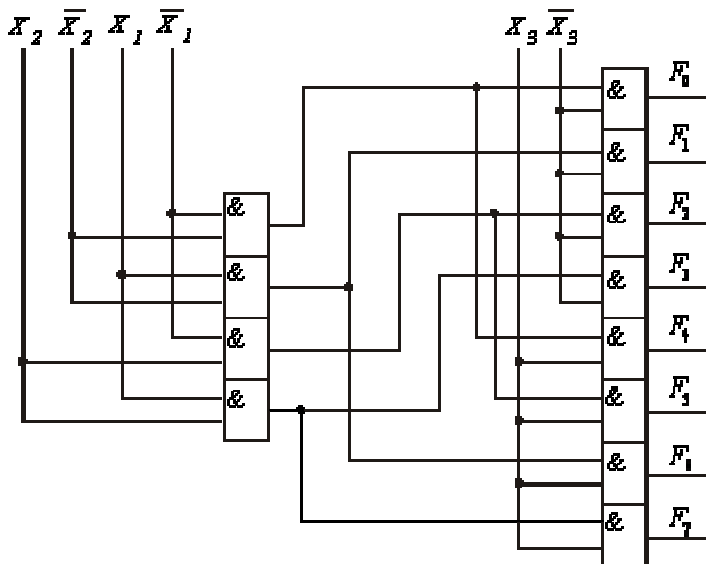 X₂ X̅₂ X₁ X̅₁ X₃ X̅₃
& F₀
& F₁
& & F₂
& & F₃
& & F₄
& & F₅
& F₆
& F₇